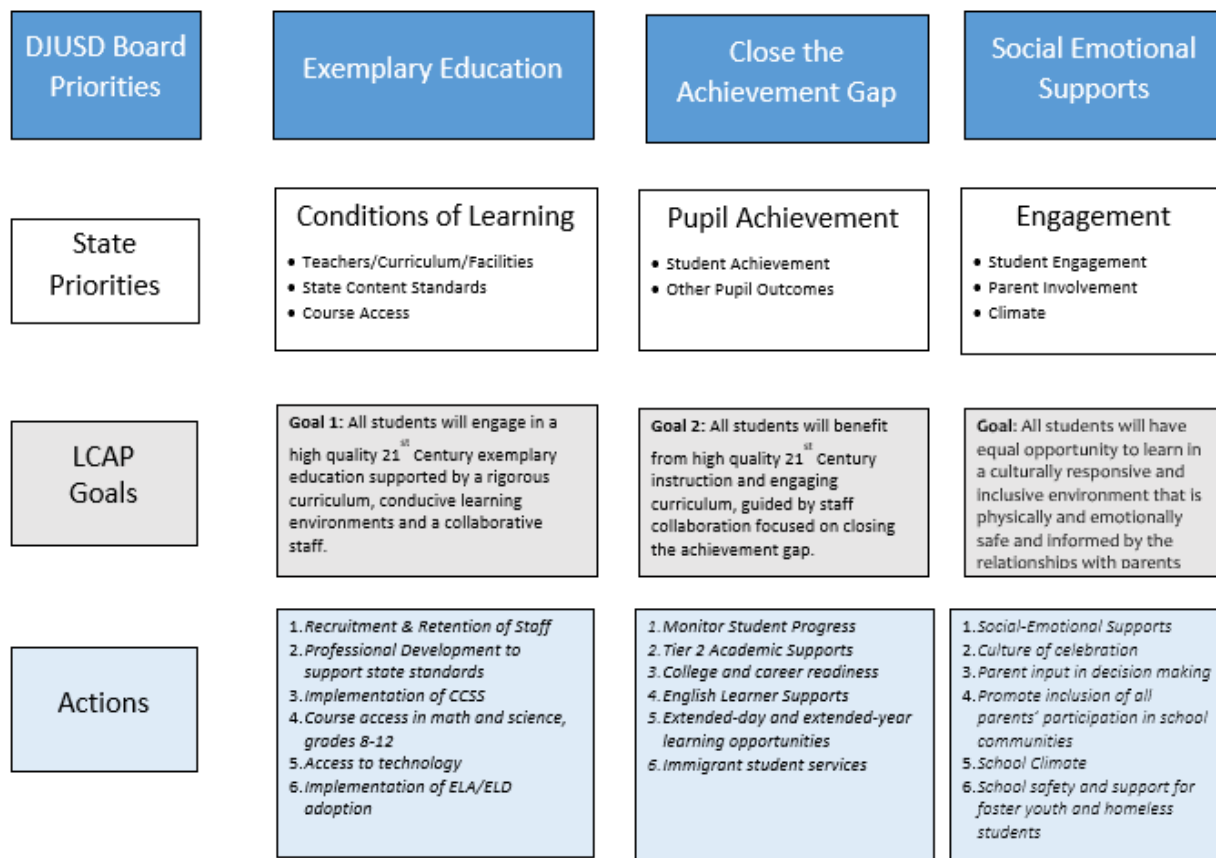 DJUSD Board
Priorities
Exemplary Education
Close the
Achievement Gap
Social Emotional
Supports
State
Priorities
Conditions of Learning
• Teachers/Curriculum/Facilities
• State Content Standards
• Course Access
Pupil Achievement
• Student Achievement
• Other Pupil Outcomes
Engagement
• Student Engagement
• Parent Involvement
• Climate
LCAP
Goals
Goal 1: All students will engage in a
high quality 21st Century exemplary
education supported by a rigorous
curriculum, conducive learning
environments and a collaborative
staff.
Goal 2: All students will benefit
from high quality 21st Century
instruction and engaging
curriculum, guided by staff
collaboration focused on closing
the achievement gap.
Goal: All students will have
equal opportunity to learn in
a culturally responsive and
inclusive environment that is
physically and emotionally
safe and informed by the
relationships with parents
Actions
1. Recruitment & Retention of Staff
2. Professional Development to
support state standards
3. Implementation of CCSS
4. Course access in math and science,
grades 8-12
5. Access to technology
6. Implementation of ELA/ELD
adoption
1. Monitor Student Progress
2. Tier 2 Academic Supports
3. College and career readiness
4. English Learner Supports
5. Extended-day and extended-year
learning opportunities
6. Immigrant student services
1. Social-Emotional Supports
2. Culture of celebration
3. Parent input in decision making
4. Promote inclusion of all
parents' participation in school
communities
5. School Climate
6. School safety and support for
foster youth and homeless
students